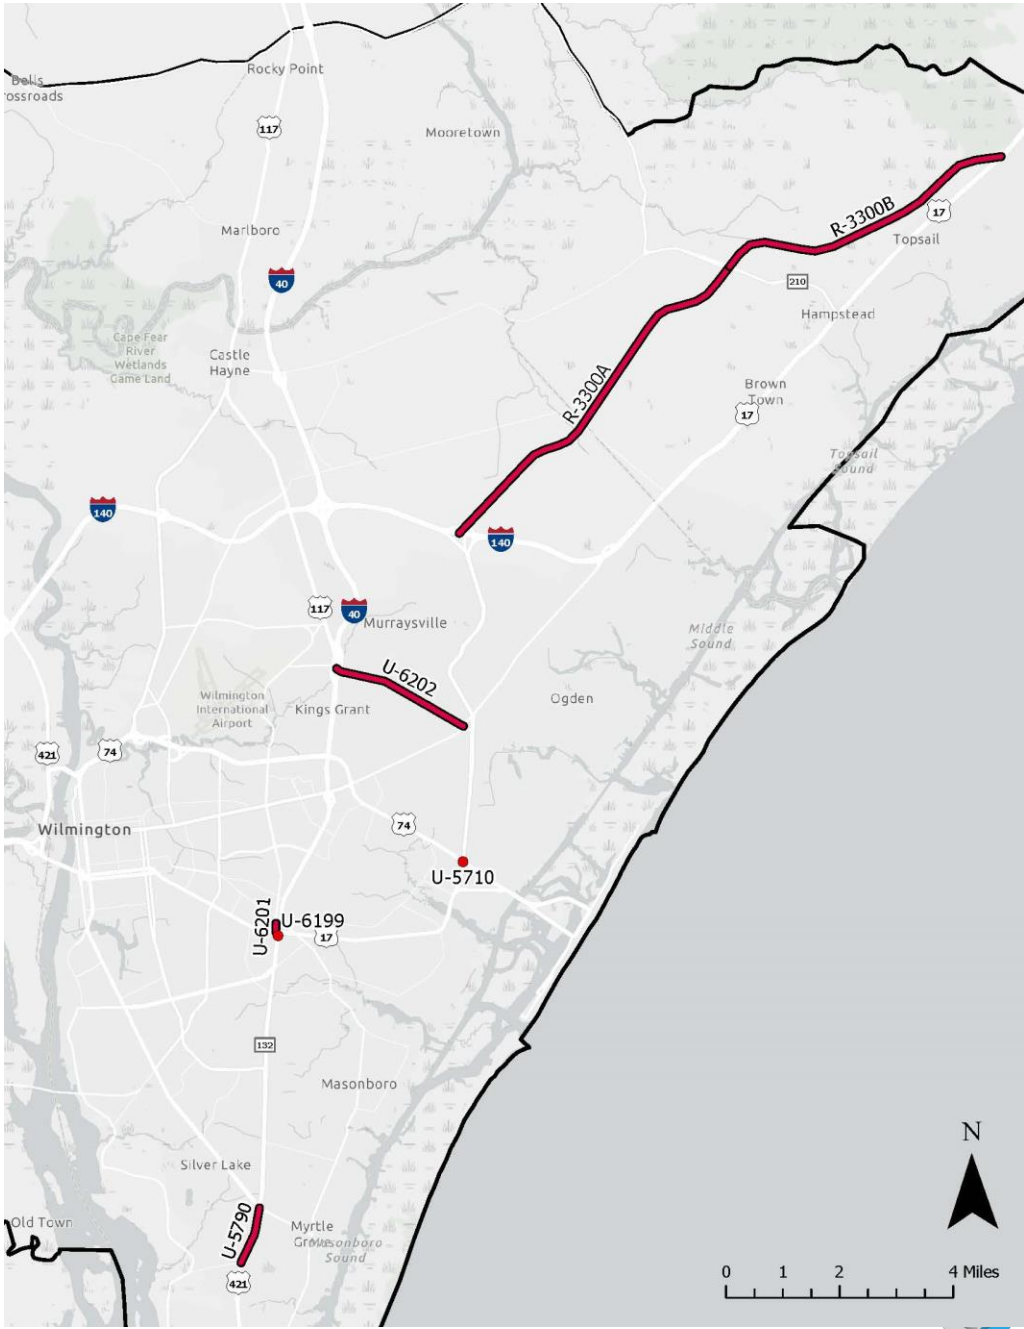 Rocky Point
Bells
rossroads
117
Mooretown
R-3300B
17
Topsail
Marlboro
40
210
Hampstead
Cape Fear
River
Wetlands
Game Land
Castle
Hayne
R-3300A
Brown
Town
17
Topsail
Sound
140
140
117
40
Murraysville
Middle
Sound
U-6202
Wilmington
International
Airport
Kings Grant
Ogden
421
74
74
Wilmington
U-5710
U-6201
U-6199
17
132
Masonboro
Silver Lake
U-5790
Old Town
Myrtle
Grove
Masonboro
Sound
421
N
0 1 2 4 Miles